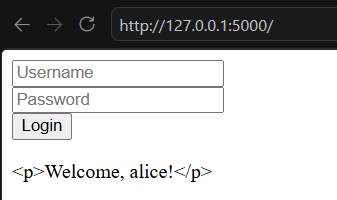 http://127.0.0.1:5000/
Username
Password
Login
<p>Welcome, alice!</p>